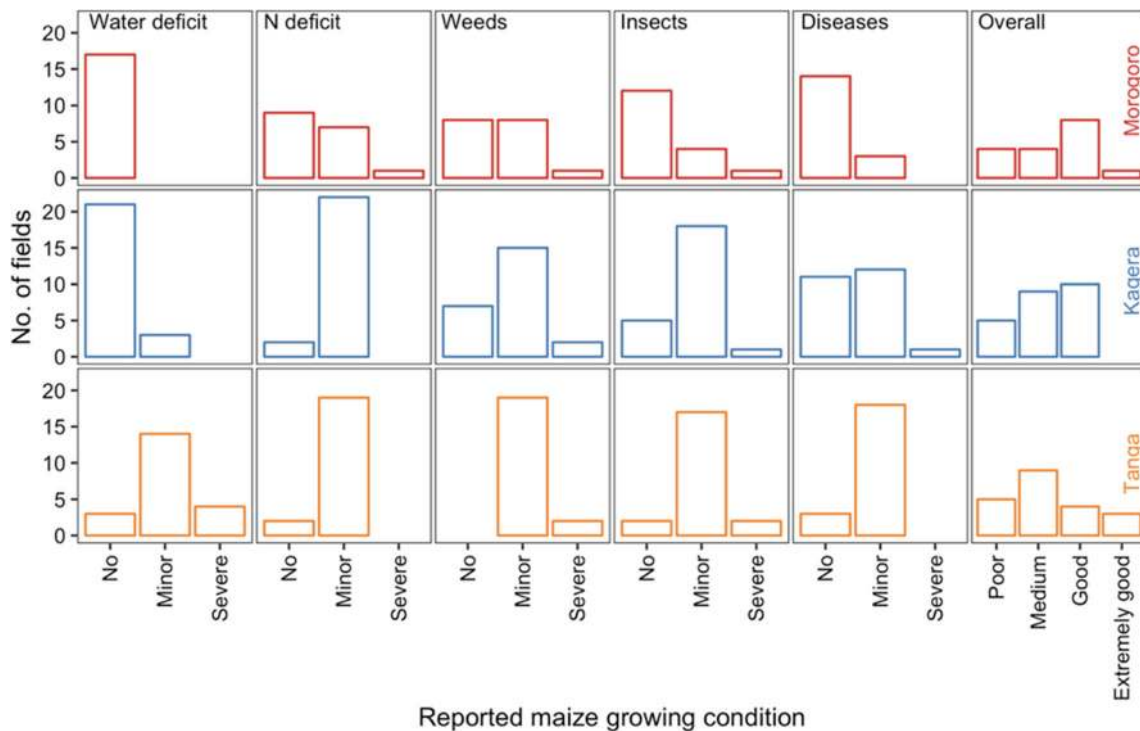 Water deficit N deficit Weeds Insects Diseases Overall
20
15
10
5
0
Morogoro
20
15
10
5
0
Kagera
20
15
10
5
0
Tanga
No. of fields
No Minor Severe No Minor Severe No Minor Severe No Minor Severe No Minor Severe Poor Medium Good Extremely good
Reported maize growing condition